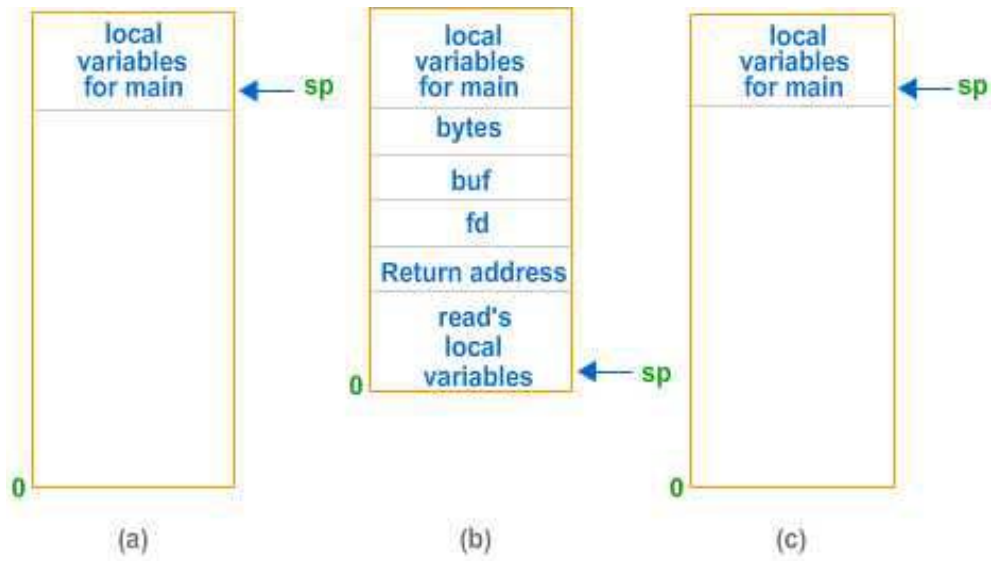 local
variables
for main
sp
0
(a)
local
variables
for main
bytes
buf
fd
Return address
read's
local
variables
sp
0
(b)
local
variables
for main
sp
0
(c)